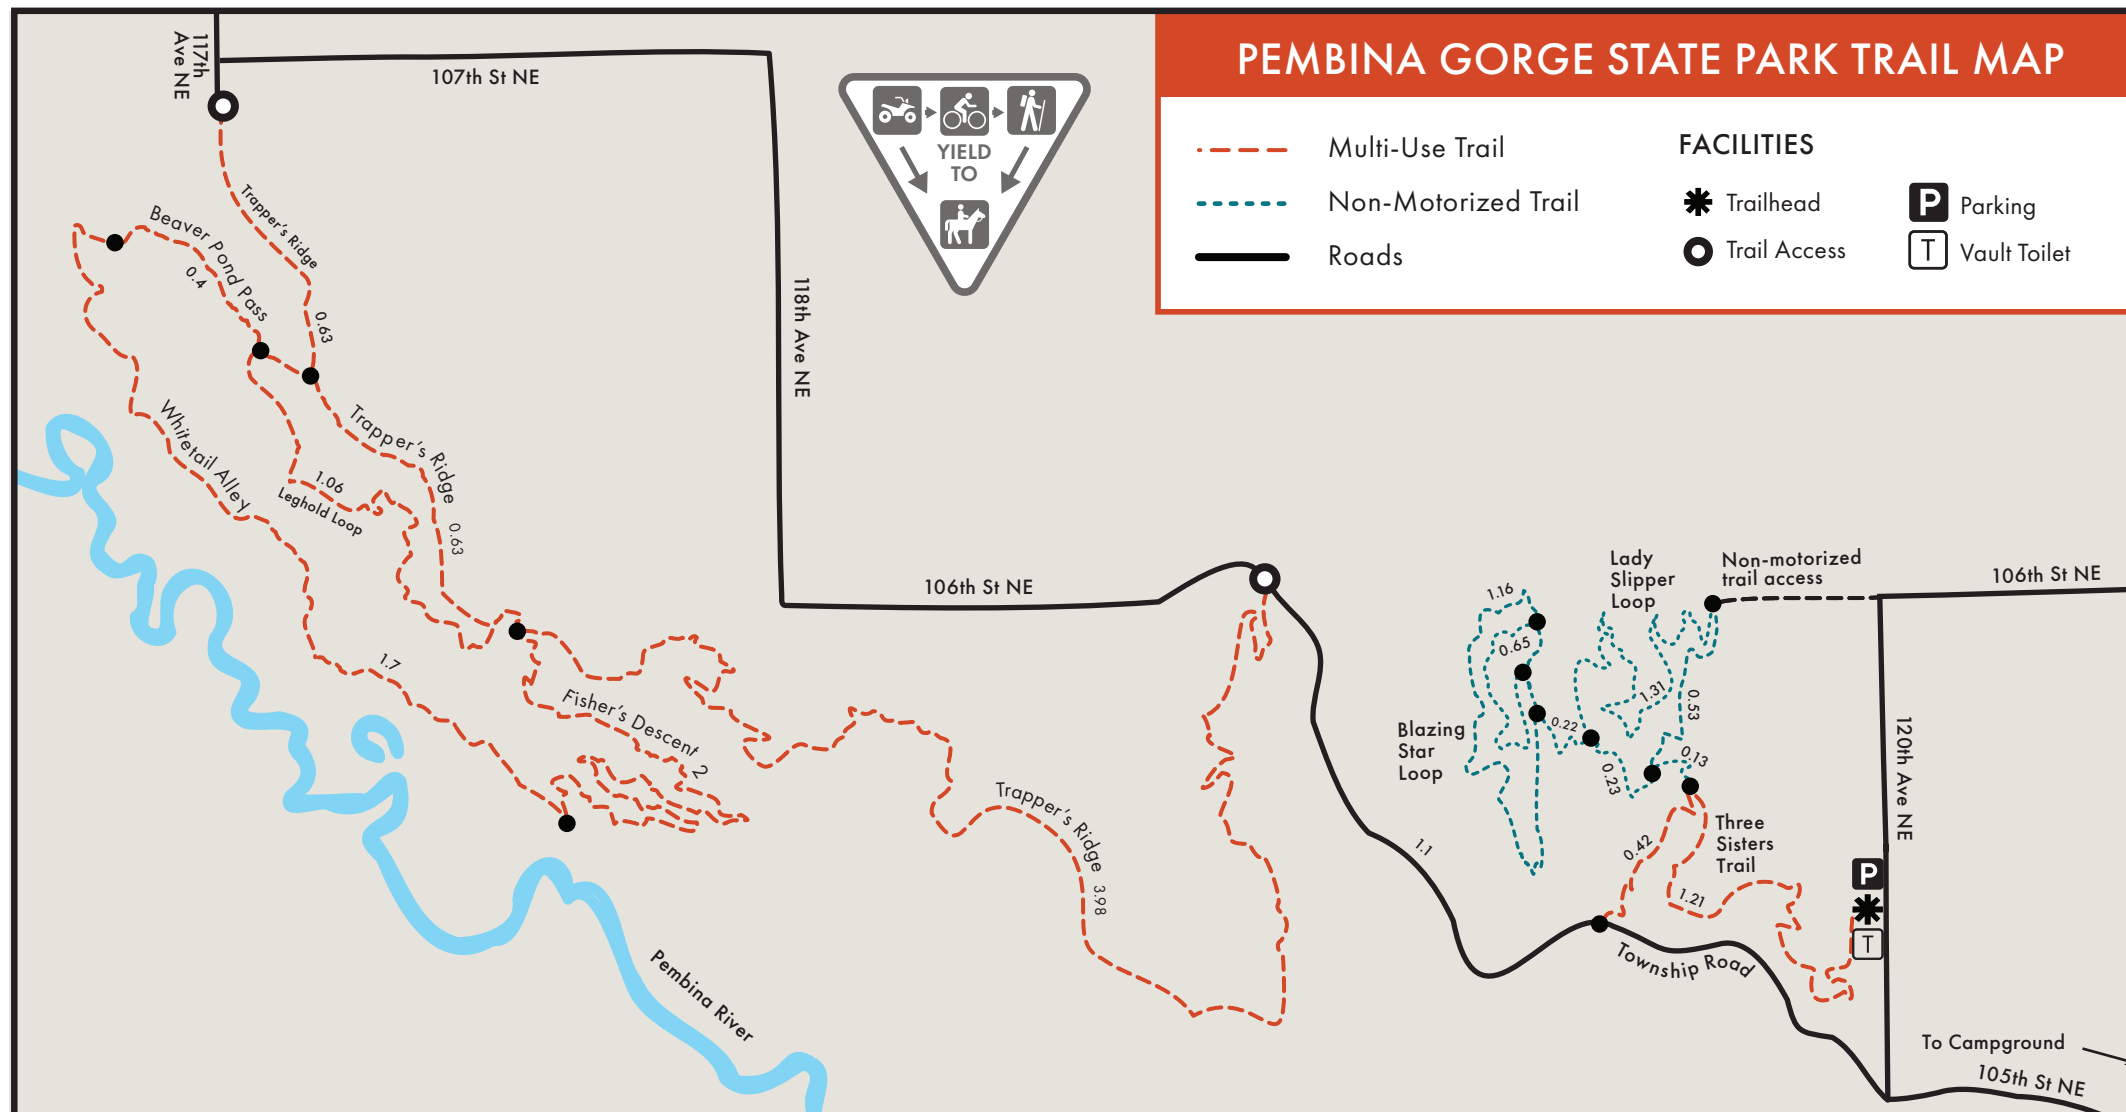 PEMBINA GORGE STATE PARK TRAIL MAP
Multi-Use Trail
Non-Motorized Trail
Roads
FACILITIES
Trailhead
Trail Access
P
Parking
T
Vault Toilet
YIELD
TO
117th
Ave NE
107th St NE
118th Ave NE
Trapper's Ridge
0.63
Beaver Pond Pass
0.4
Whitetail Alley
1.7
Trapper's Ridge
0.63
1.06
Leghold Loop
Fisher's Descent
2
Trapper's Ridge
3.98
Pembina River
106th St NE
1.1
1.16
0.65
Blazing
Star
Loop
0.22
0.23
Lady
Slipper
Loop
1.31
0.53
0.13
Non-motorized
trail access
106th St NE
120th Ave NE
Three
Sisters
Trail
0.42
1.21
P
T
Township Road
To Campground
105th St NE